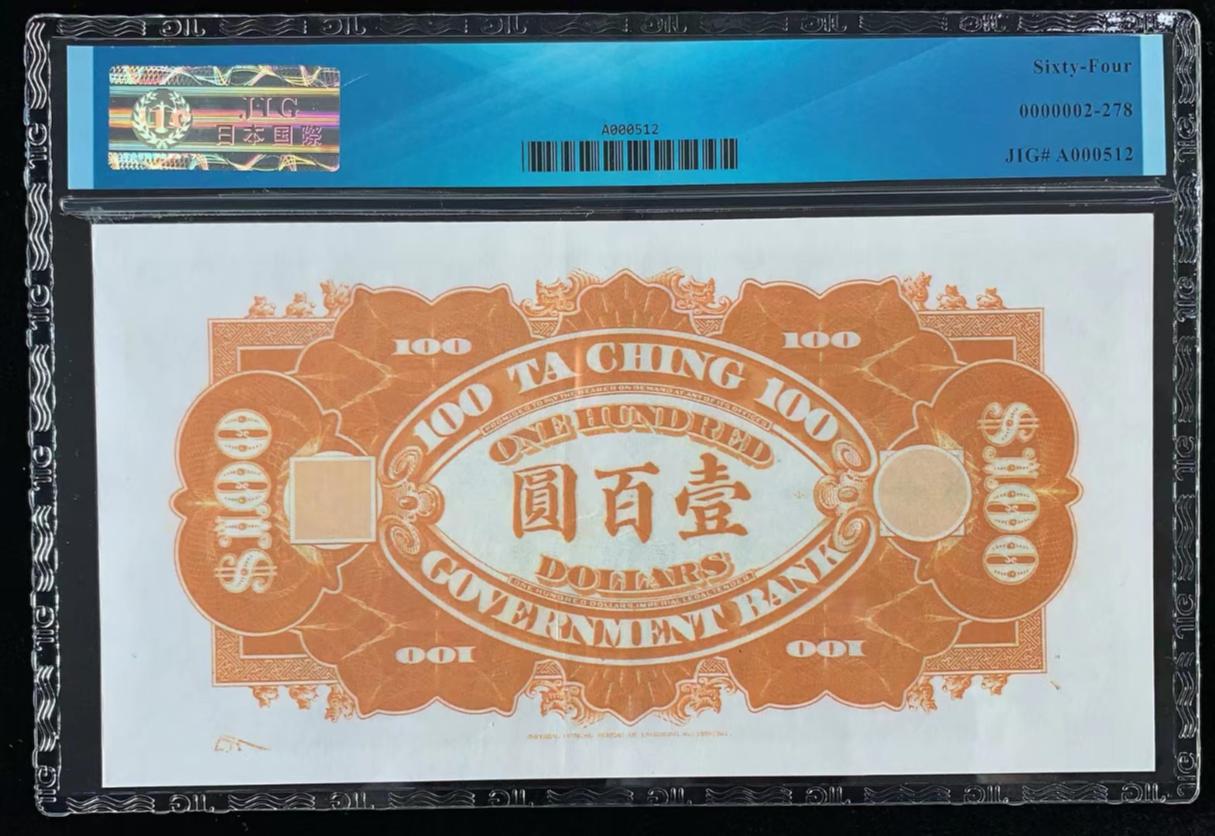 JIG
日本国際
A000512
Sixty-Four
0000002-278
JIG# A000512
100
100
100 TA CHING 100
PROMISES TO PAY THE BEARER ON DEMAND AT ANY OF ITS OFFICES
ONE HUNDRED
圓百壹
$100
$100
DOLLARS
ONE HUNDRED DOLLARS IMPERIAL LEGAL TENDER
GOVERNMENT BANK
100
100